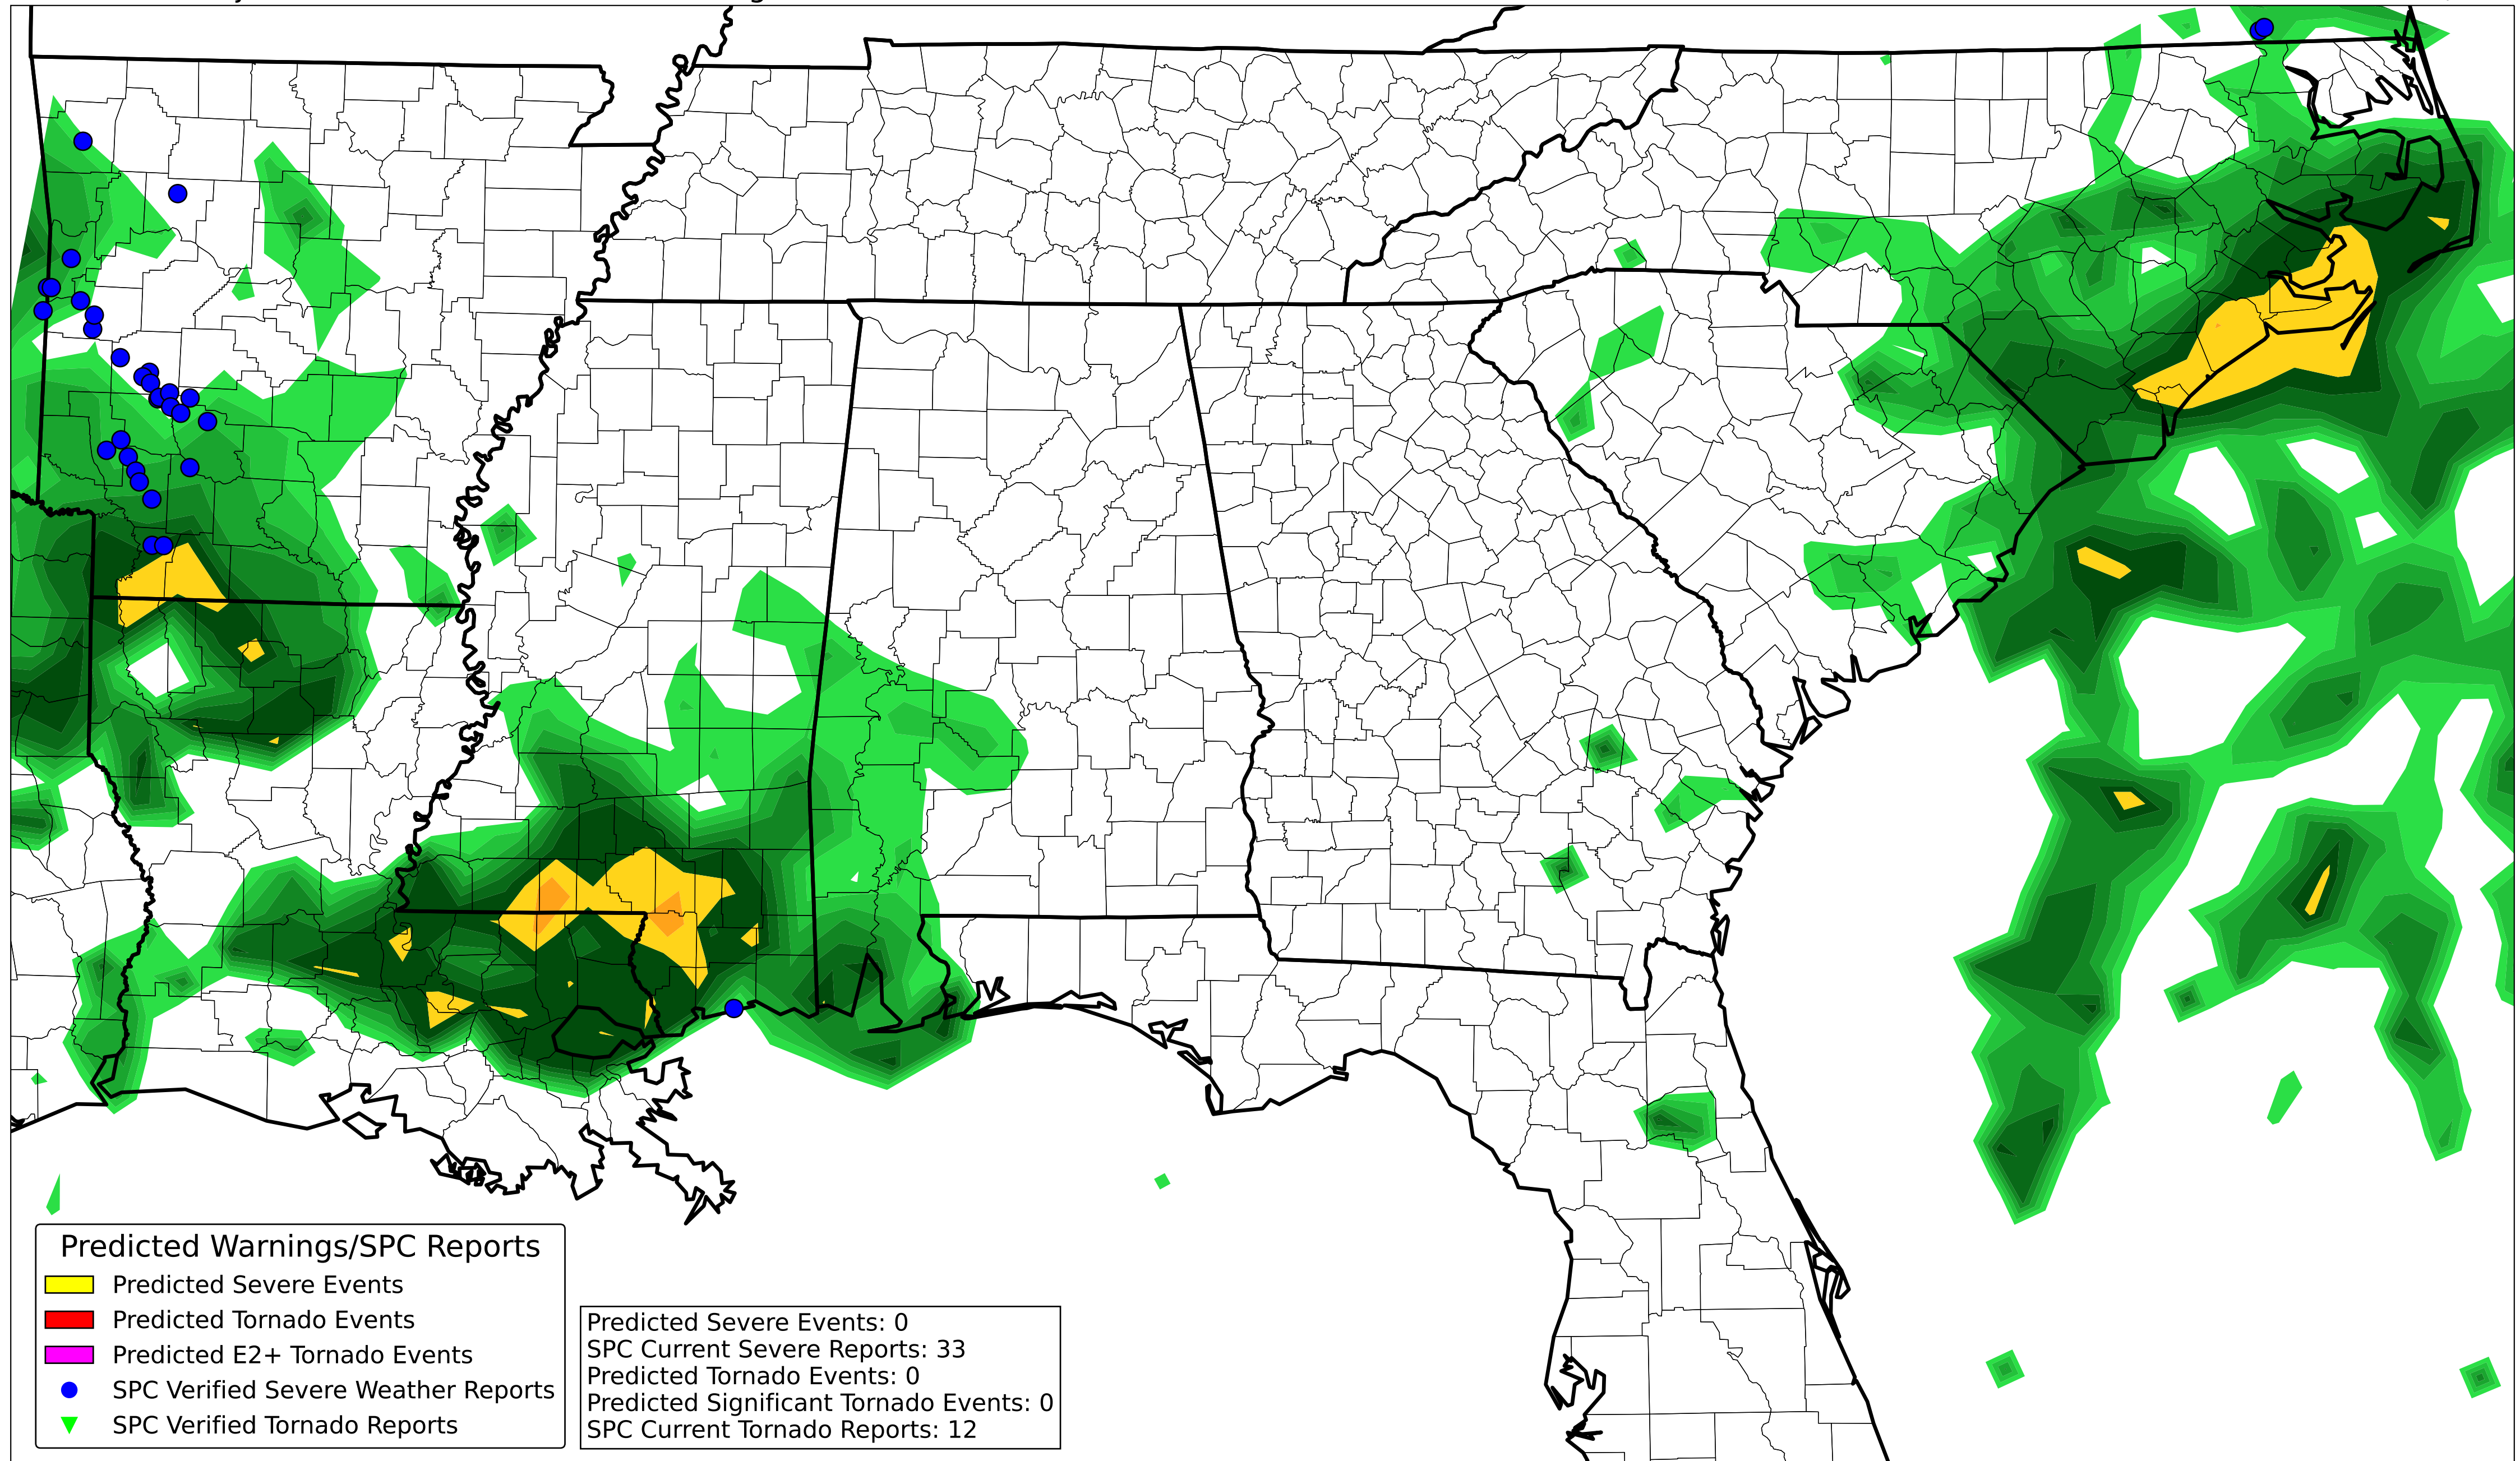 Predicted Warnings/SPC Reports
Predicted Severe Events
Predicted Tornado Events
Predicted E2+ Tornado Events
SPC Verified Severe Weather Reports
SPC Verified Tornado Reports
Predicted Severe Events: 0
SPC Current Severe Reports: 33
Predicted Tornado Events: 0
Predicted Significant Tornado Events: 0
SPC Current Tornado Reports: 12